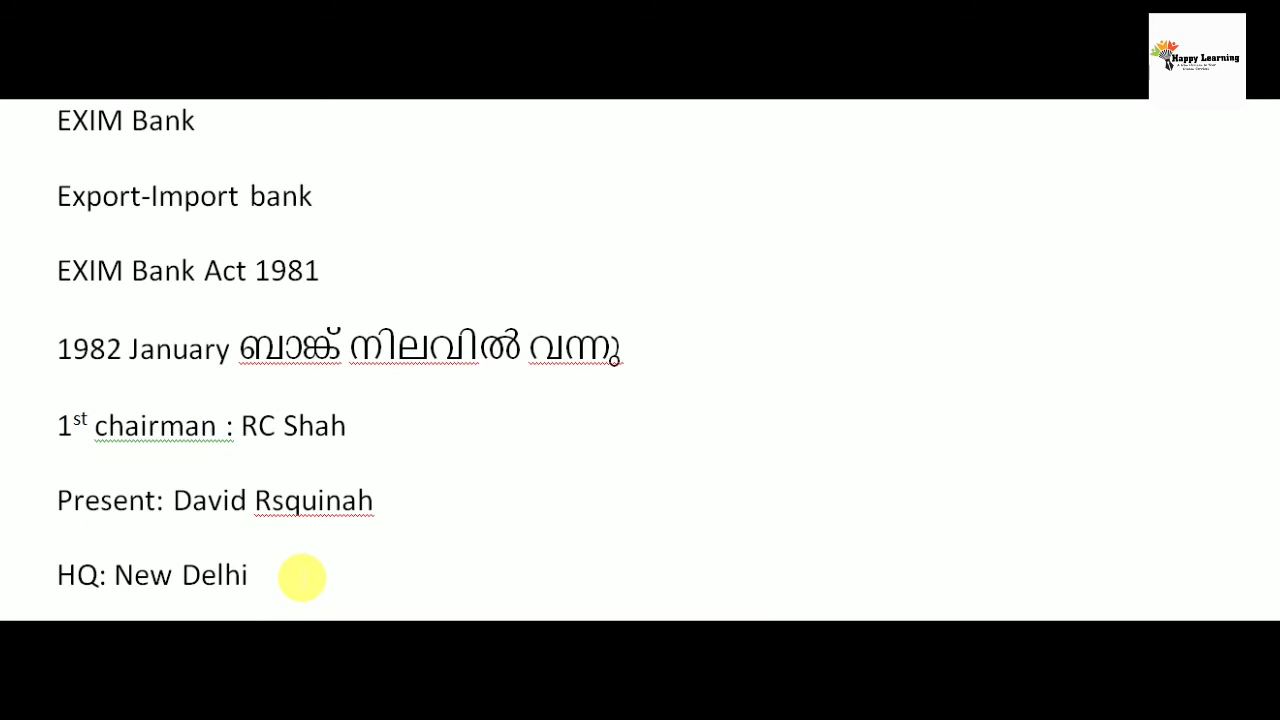 Happy Learning
EXIM Bank
Export-Import bank
EXIM Bank Act 1981
1982 January ബാങ്ക് നിലവിൽ വന്നു
1st chairman : RC Shah
Present: David Rsquinah
HQ: New Delhi